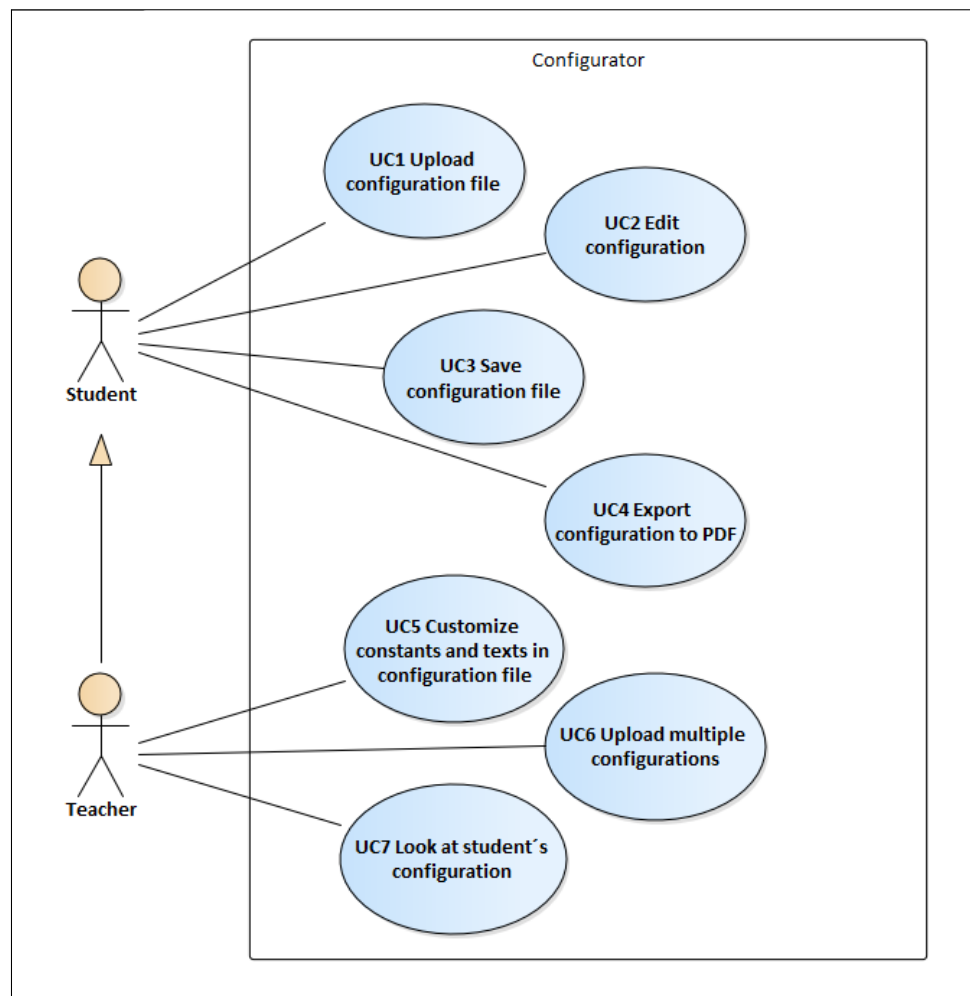 Configurator
UC1 Upload
configuration file
UC2 Edit
configuration
UC3 Save
configuration file
Student
UC4 Export
configuration to PDF
UC5 Customize
constants and texts in
configuration file
UC6 Upload multiple
configurations
Teacher
UC7 Look at student´s
configuration